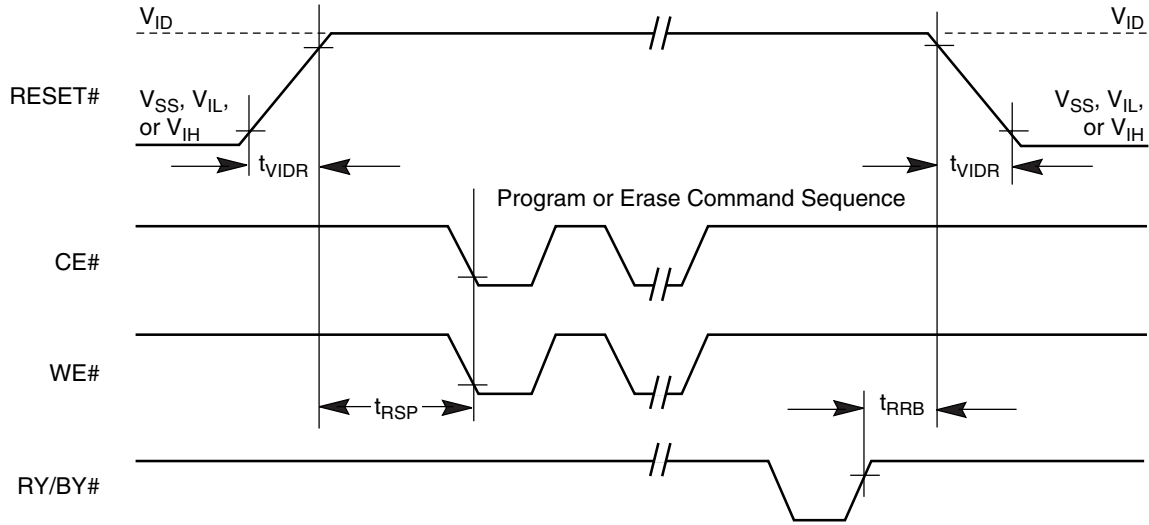 VID
VID
RESET#
VSS, VIL,
or VIH
VSS, VIL,
or VIH
tVIDR
tVIDR
Program or Erase Command Sequence
CE#
WE#
tRSP
tRRB
RY/BY#